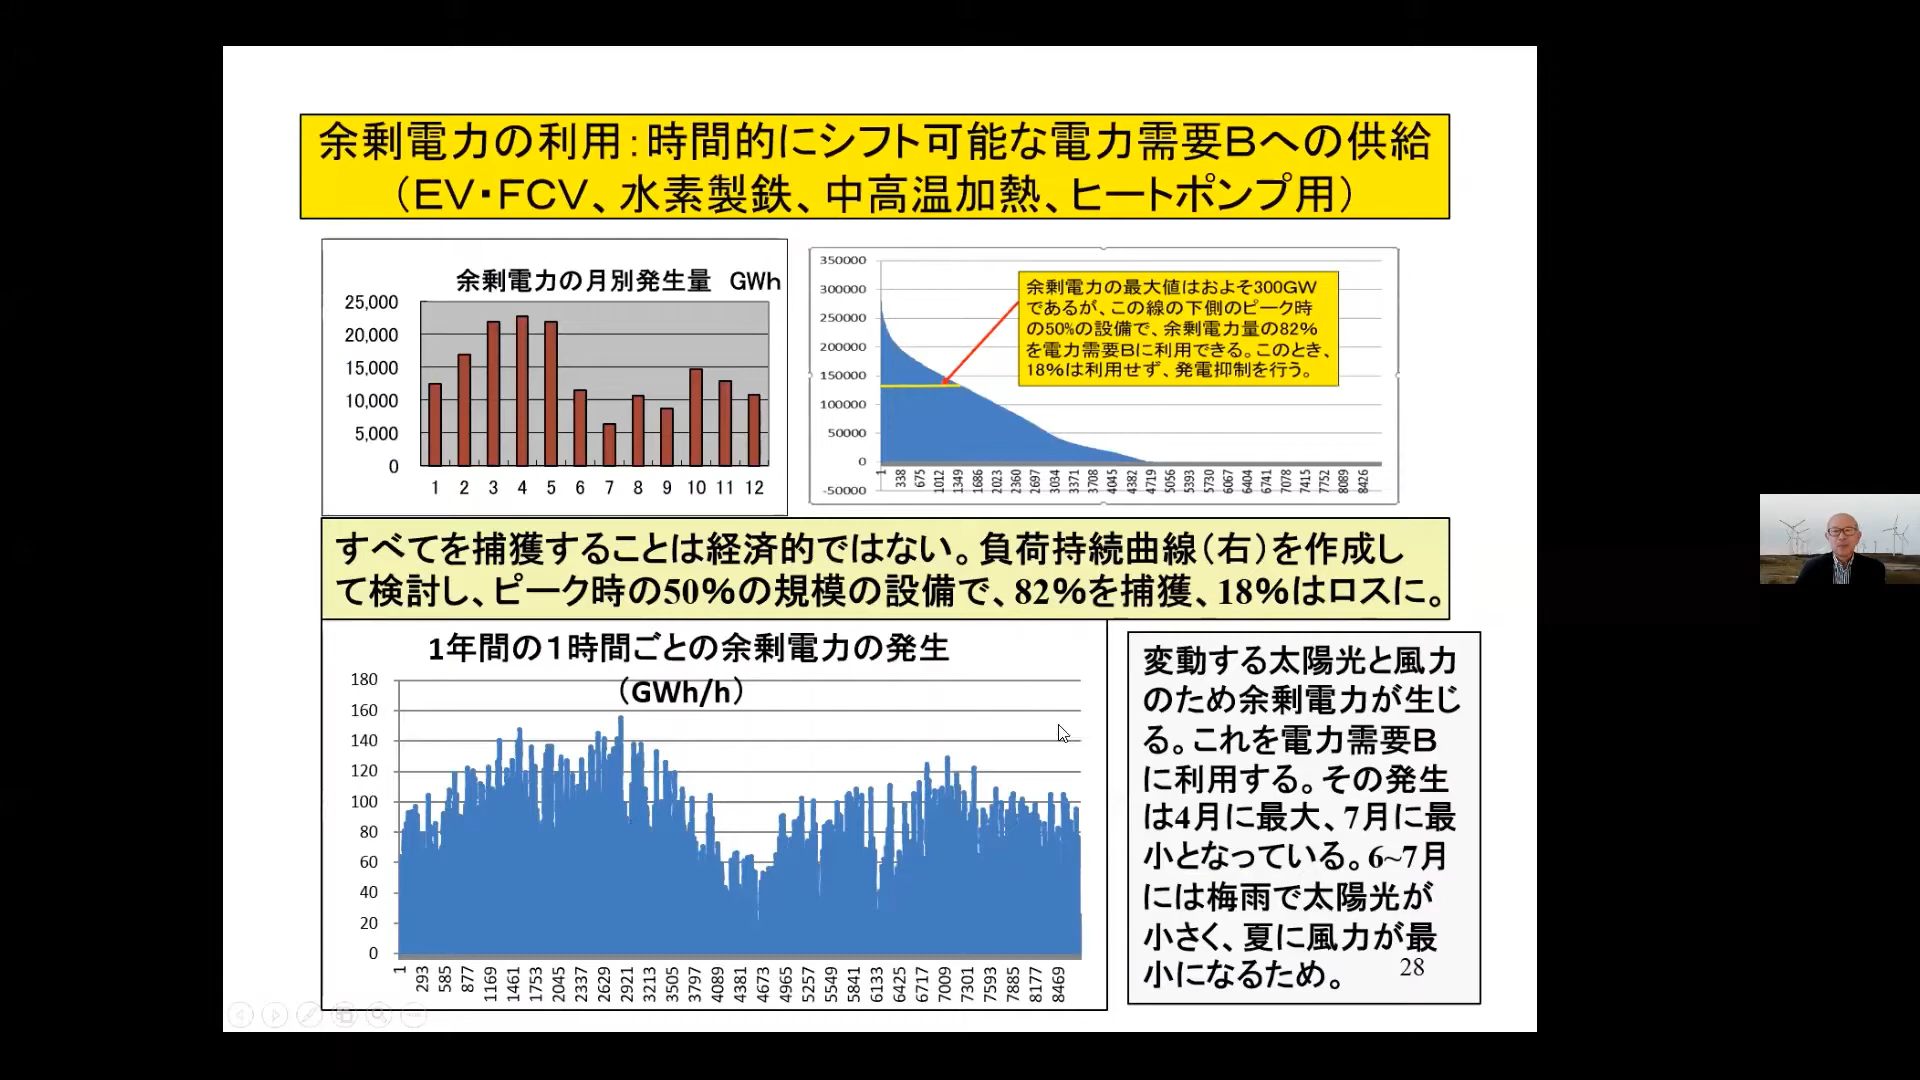 余剰電力の利用：時間的にシフト可能な電力需要Bへの供給
（EV・FCV、水素製鉄、中高温加熱、ヒートポンプ用）
余剰電力の月別発生量 GWh
25,000
20,000
15,000
10,000
5,000
0
1 2 3 4 5 6 7 8 9 10 11 12
350000
300000
250000
200000
150000
100000
50000
0
-50000
余剰電力の最大値はおよそ300GW
であるが、この線の下側のピーク時
の50%の設備で、余剰電力量の82%
を電力需要Bに利用できる。このとき、
18%は利用せず、発電抑制を行う。
1 338 675 1012 1349 1686 2023 2360 2697 3034 3371 3708 4045 4382 4719 5056 5393 5730 6067 6404 6741 7078 7415 7752 8089 8426
すべてを捕獲することは経済的ではない。負荷持続曲線（右）を作成し
て検討し、ピーク時の50%の規模の設備で、82%を捕獲、18%はロスに。
1年間の１時間ごとの余剰電力の発生
（GWh/h）
180
160
140
120
100
80
60
40
20
0
1 293 585 877 1169 1461 1753 2045 2337 2629 2921 3213 3505 3797 4089 4381 4673 4965 5257 5549 5841 6133 6425 6717 7009 7301 7593 7885 8177 8469
変動する太陽光と風力
のため余剰電力が生じ
る。これを電力需要B
に利用する。その発生
は4月に最大、7月に最
小となっている。6~7月
には梅雨で太陽光が
小さく、夏に風力が最
小になるため。
28